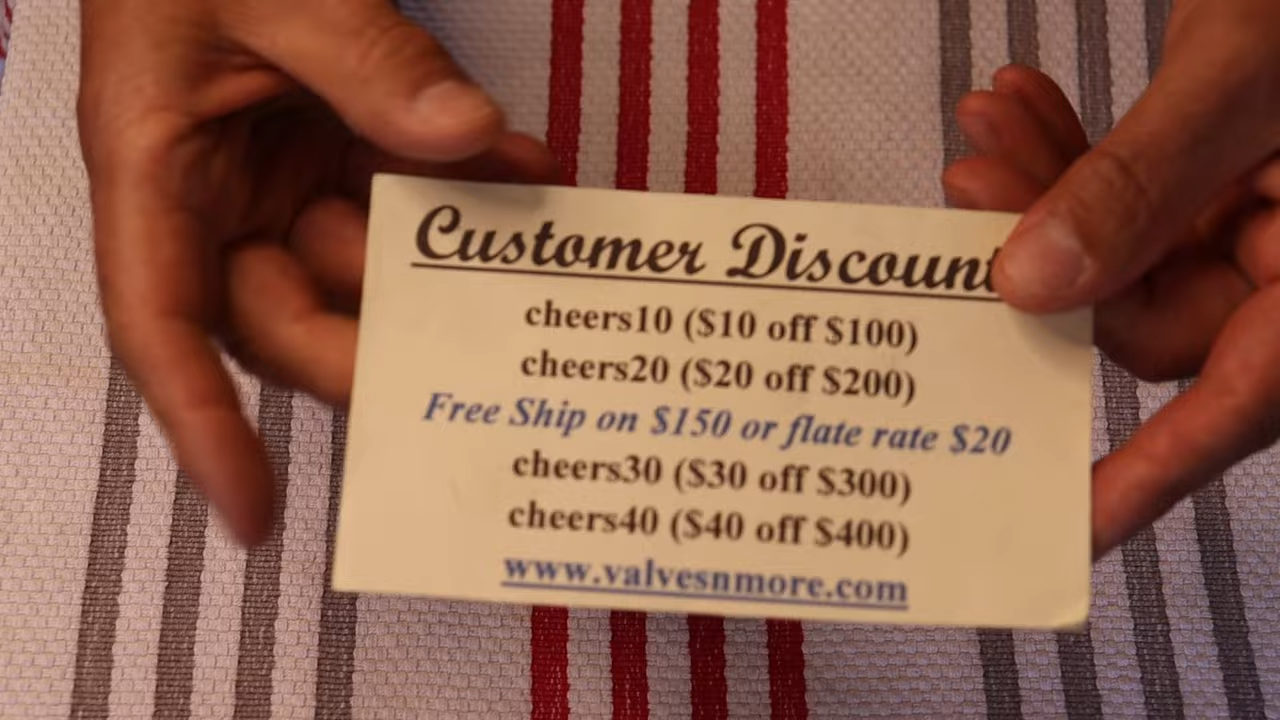 Customer Discount
cheers10 ($10 off $100)
cheers20 ($20 off $200)
Free Ship on $150 or flate rate $20
cheers30 ($30 off $300)
cheers40 ($40 off $400)
www.valvesnmore.com